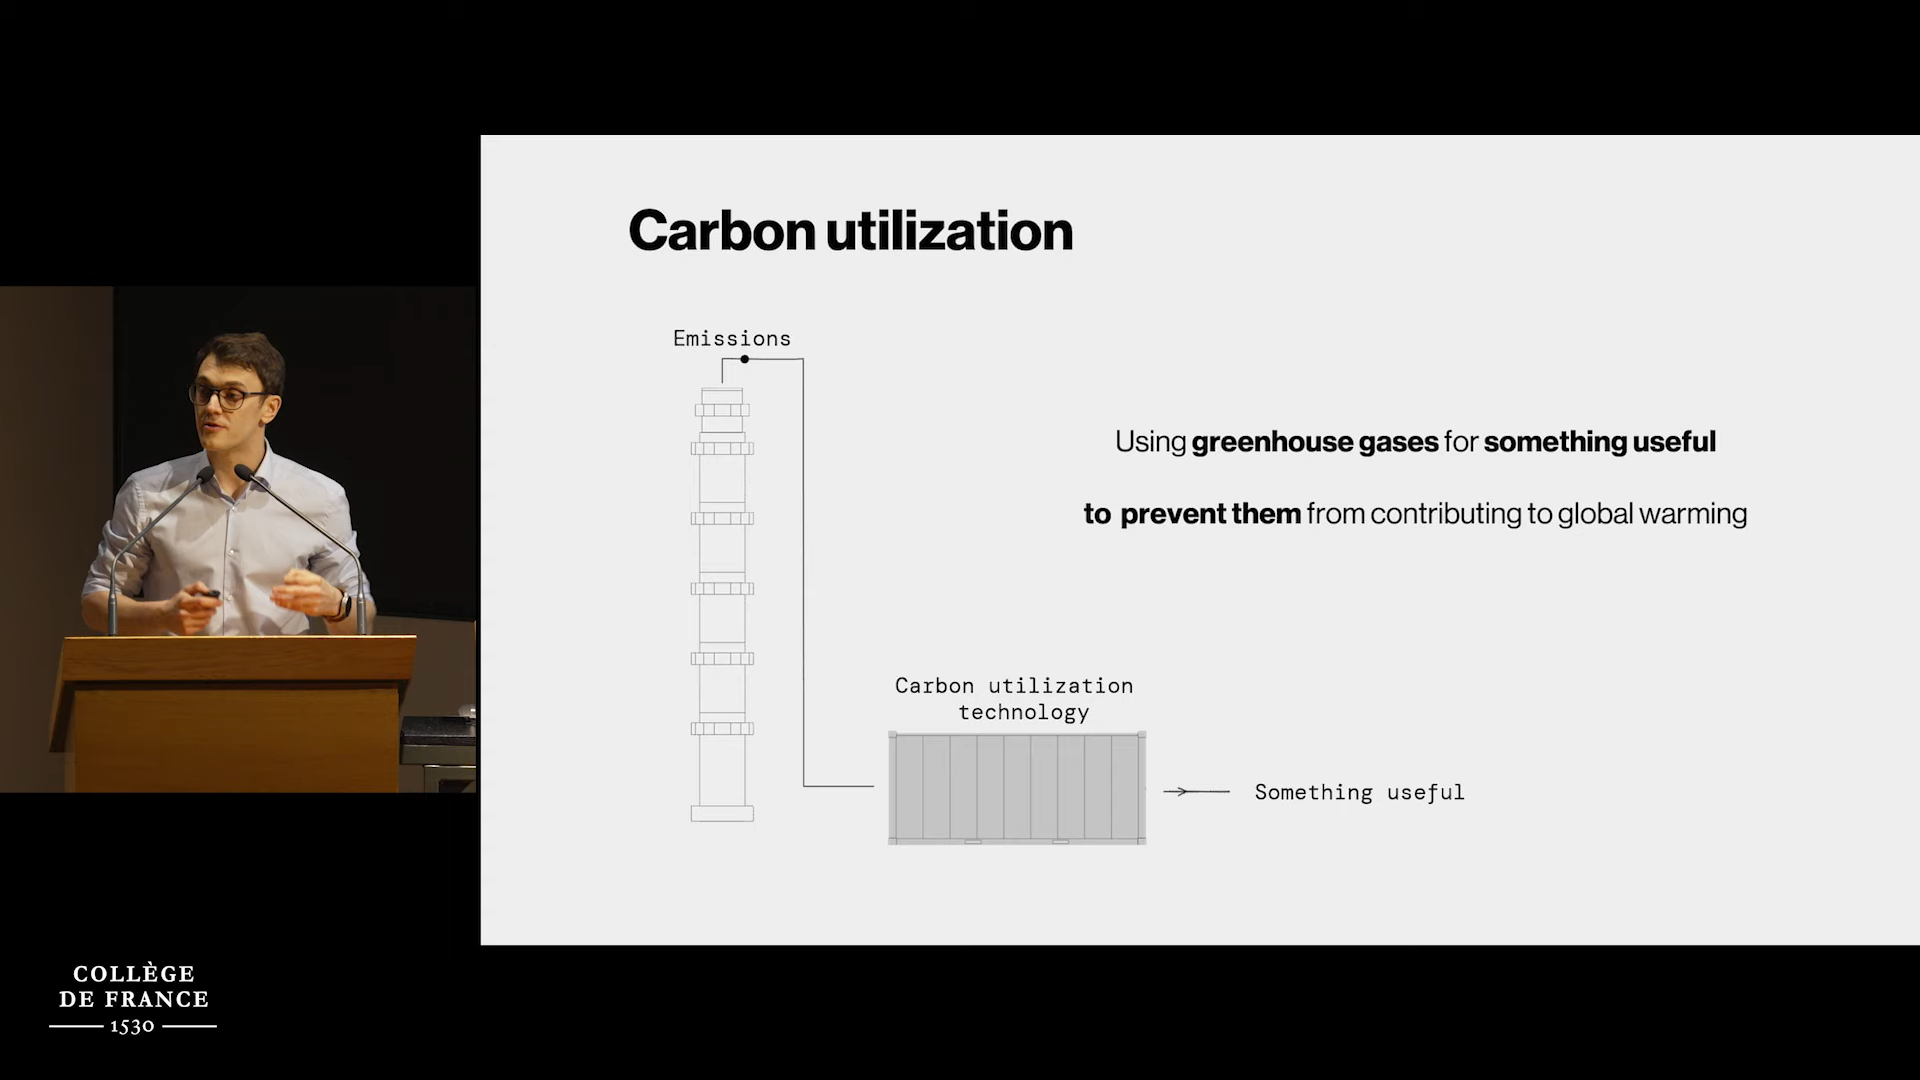 Carbon utilization
Emissions
Using greenhouse gases for something useful
to prevent them from contributing to global warming
Carbon utilization
technology
Something useful
COLLÈGE
DE FRANCE
1530